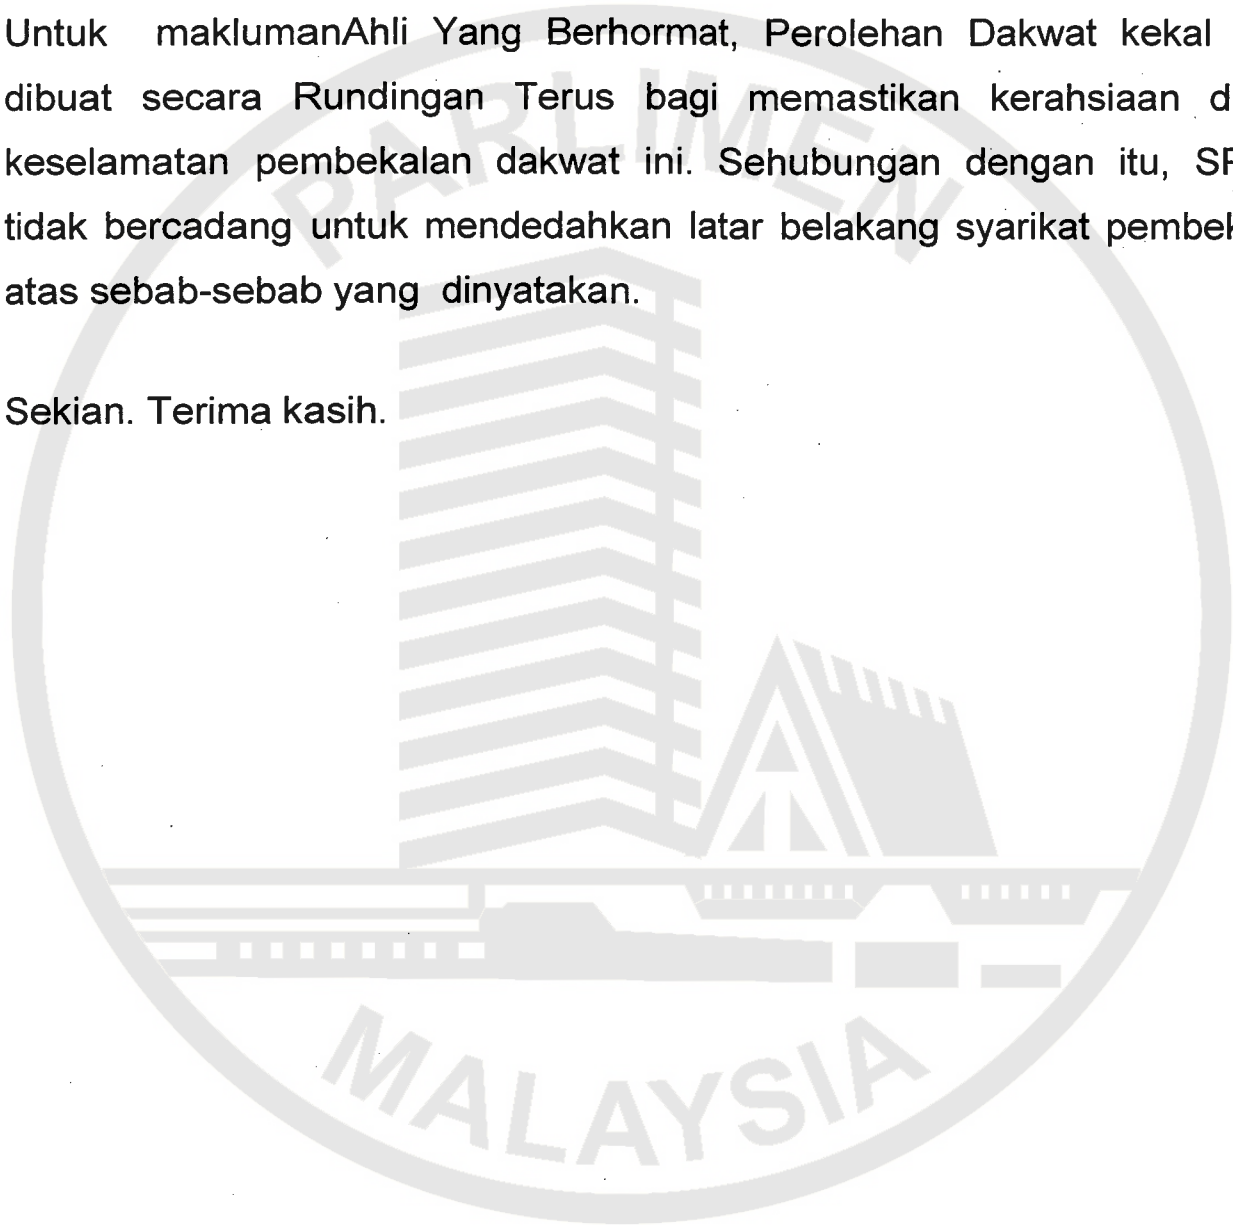 Untuk maklumanAhli Yang Berhormat, Perolehan Dakwat kekal
dibuat secara Rundingan Terus bagi memastikan kerahsiaan d
keselamatan pembekalan dakwat ini. Sehubungan dengan itu, SP
tidak bercadang untuk mendedahkan latar belakang syarikat pembek
atas sebab-sebab yang dinyatakan.
Sekian. Terima kasih.
PARLIMEN
MALAYSIA